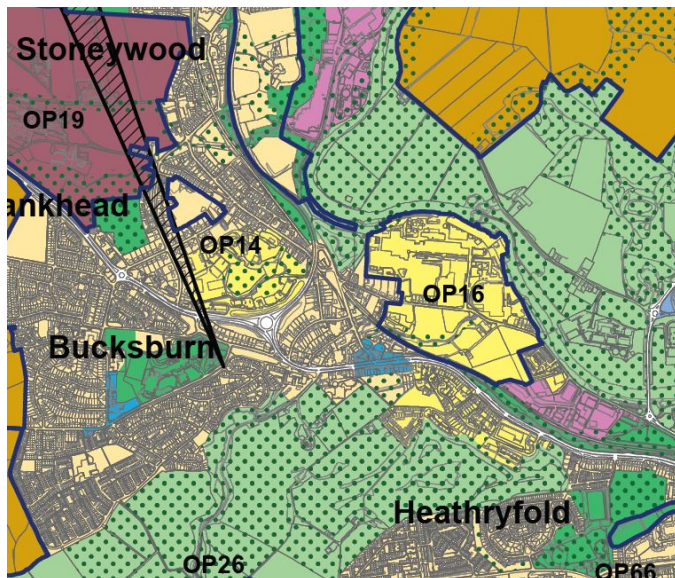 Stoneywood
OP19
ankhead
OP14
OP16
Bucksburn
Heathryfold
OP26
OP66